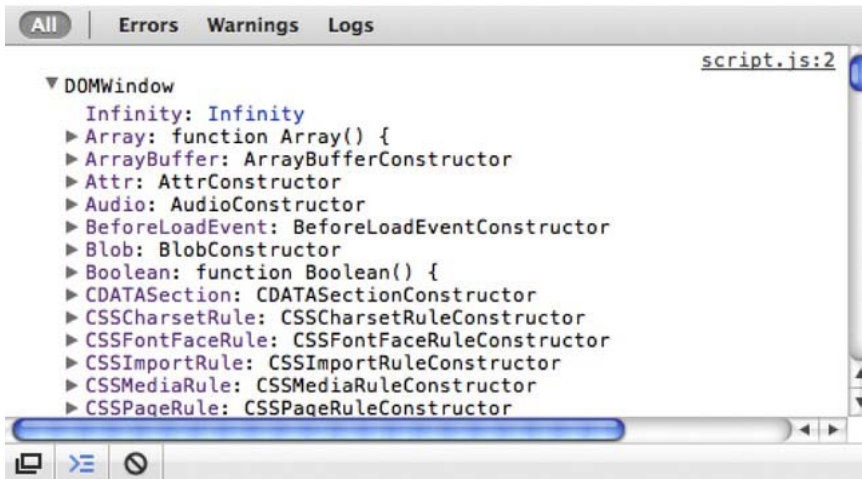 All Errors Warnings Logs
script.js:2
DOMWindow
Infinity: Infinity
Array: function Array() {
ArrayBuffer: ArrayBufferConstructor
Attr: AttrConstructor
Audio: AudioConstructor
BeforeLoadEvent: BeforeLoadEventConstructor
Blob: BlobConstructor
Boolean: function Boolean() {
CDATASection: CDATASectionConstructor
CSSCharsetRule: CSSCharsetRuleConstructor
CSSFontFaceRule: CSSFontFaceRuleConstructor
CSSImportRule: CSSImportRuleConstructor
CSSMediaRule: CSSMediaRuleConstructor
CSSPageRule: CSSPageRuleConstructor